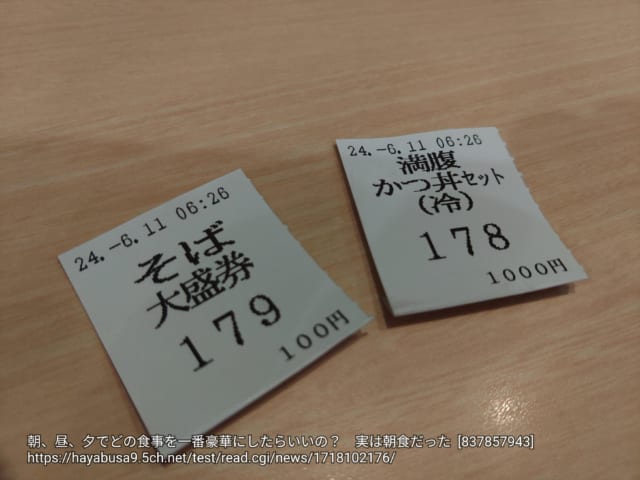 24.-6.11 06:26
そば
大盛券
179
100円
24.-6.11 06:26
満腹
かつ丼セット
(冷)
178
1000円
朝、昼、夕でどの食事を一番豪華にしたらいいの？　実は朝食だった [837857943]
https://hayabusa9.5ch.net/test/read.cgi/news/1718102176/